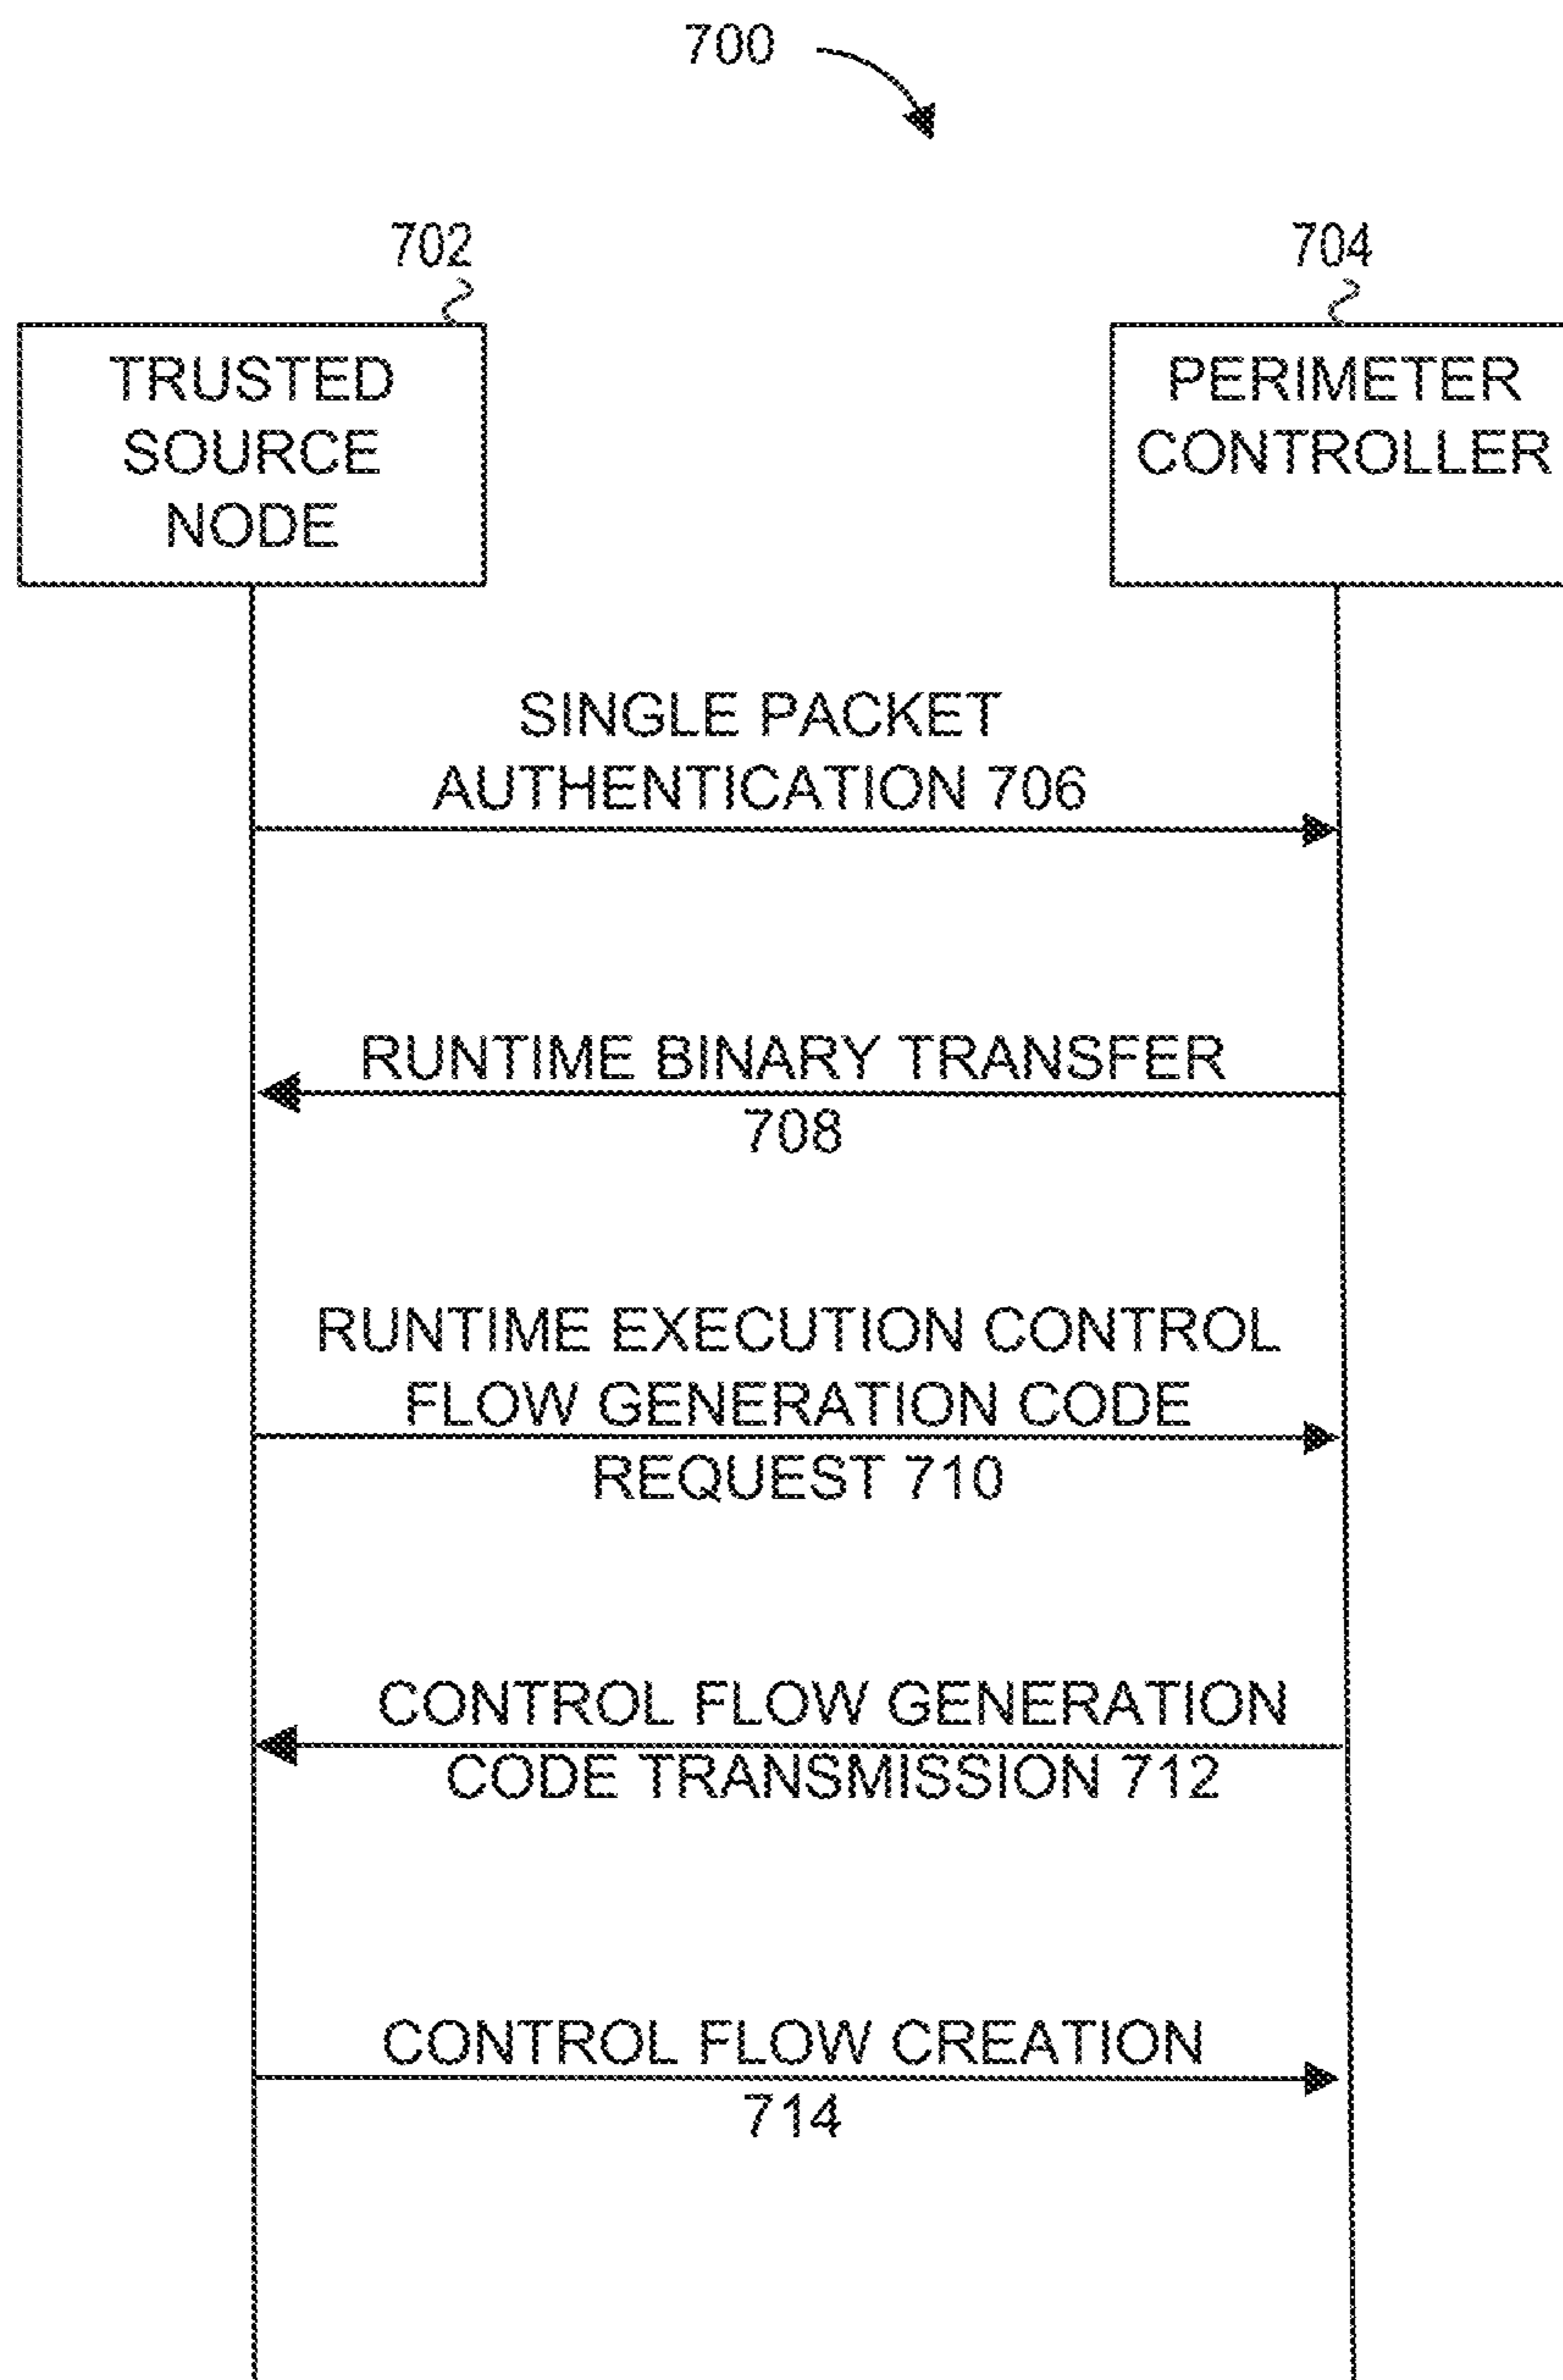 700
702
704
TRUSTED
SOURCE
NODE
PERIMETER
CONTROLLER
SINGLE PACKET
AUTHENTICATION 706
RUNTIME BINARY TRANSFER
708
RUNTIME EXECUTION CONTROL
FLOW GENERATION CODE
REQUEST 710
CONTROL FLOW GENERATION
CODE TRANSMISSION 712
CONTROL FLOW CREATION
714